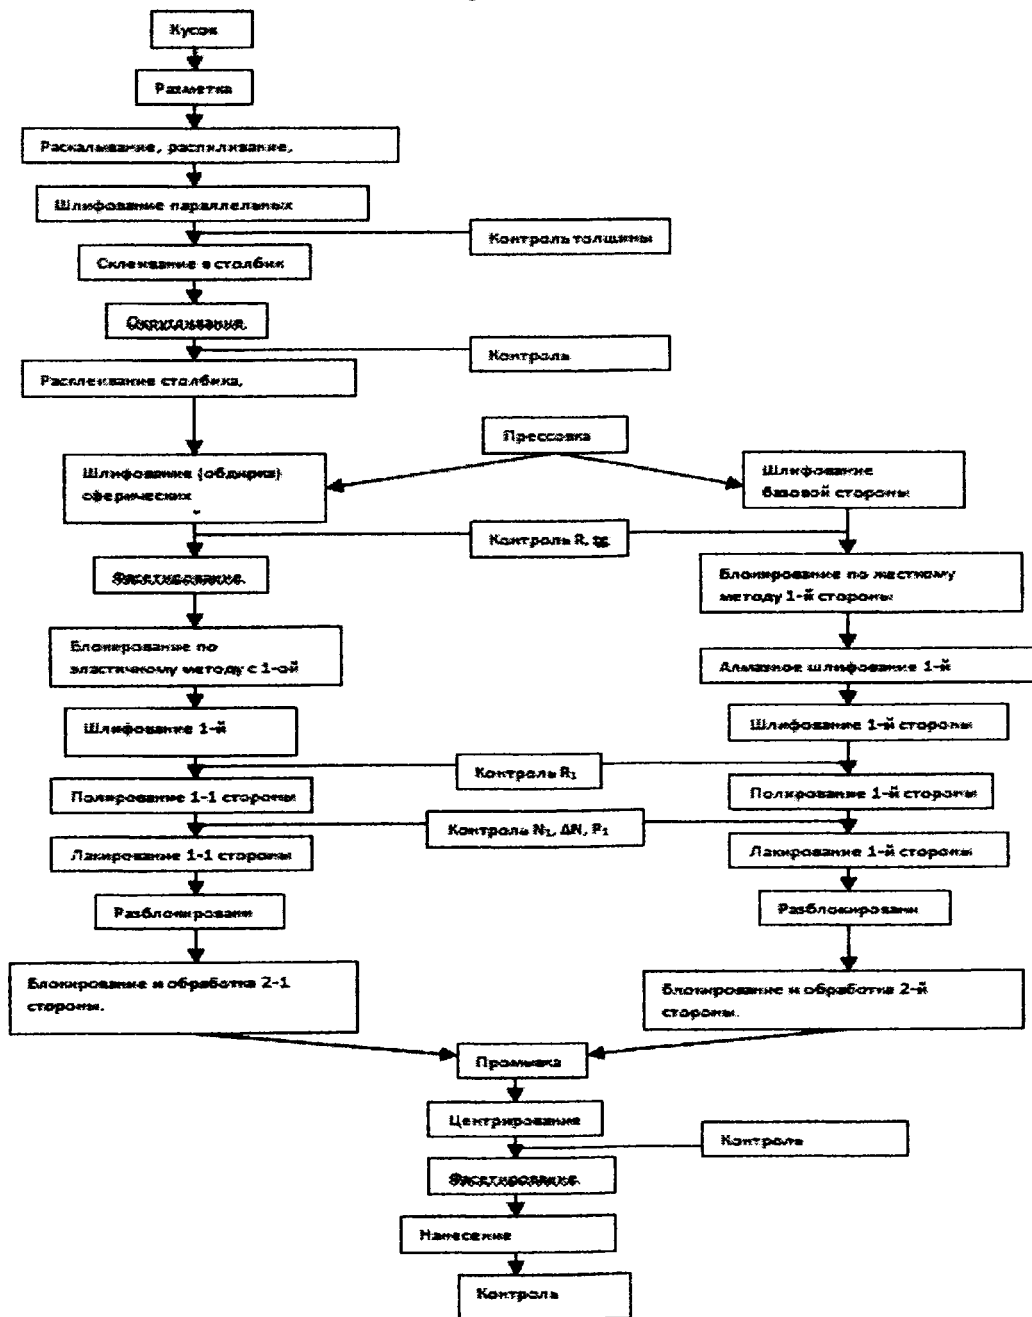 Кусок
Разметка
Раскалывание, распиливание,
Шлифование параллельных
Контроль толщины
Склеивание в столбик
Округливание.
Контроль
Расклеивание столбика,
Прессовка
Шлифование (обдирка)
сферических
Шлифование
базовой стороны
Контроль R,
Фасетирование.
Блокирование по жесткому
методу 1-й стороны
Блокирование по
эластичному методу с 1-ой
Алмазное шлифование 1-й
Шлифование 1-й
Шлифование 1-й стороны
Контроль R₁
Полирование 1-1 стороны
Полирование 1-й стороны
Контроль N₁, ΔN, P₁
Лакирование 1-1 стороны
Лакирование 1-й стороны
Разблокировани
Разблокировани
Блокирование и обработка 2-1
стороны.
Блокирование и обработка 2-й
стороны.
Промывка
Центрирование
Контроль
Фасетирование.
Нанесение
Контроль